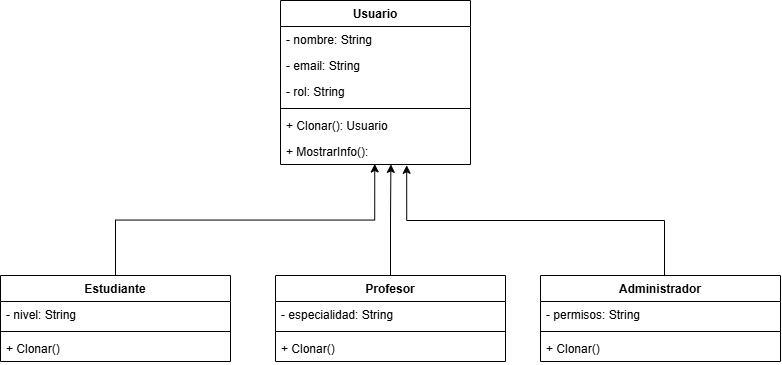 Usuario
- nombre: String
- email: String
- rol: String
+ Clonar(): Usuario
+ MostrarInfo():
Estudiante
- nivel: String
+ Clonar()
Profesor
- especialidad: String
+ Clonar()
Administrador
- permisos: String
+ Clonar()